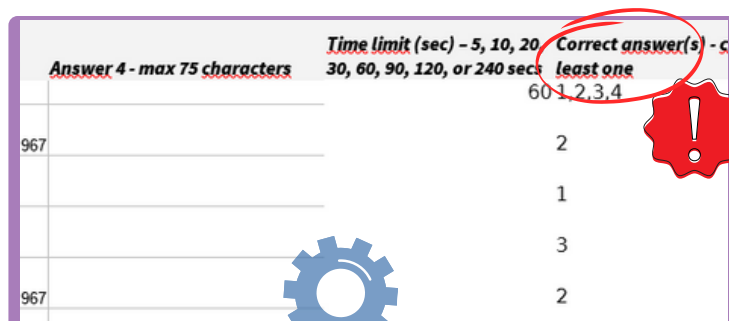 Time limit (sec) – 5, 10, 20, Correct answer(s) - c
Answer 4 - max 75 characters 30, 60, 90, 120, or 240 secs least one
60 1,2,3,4
967 2
1
3
967 2